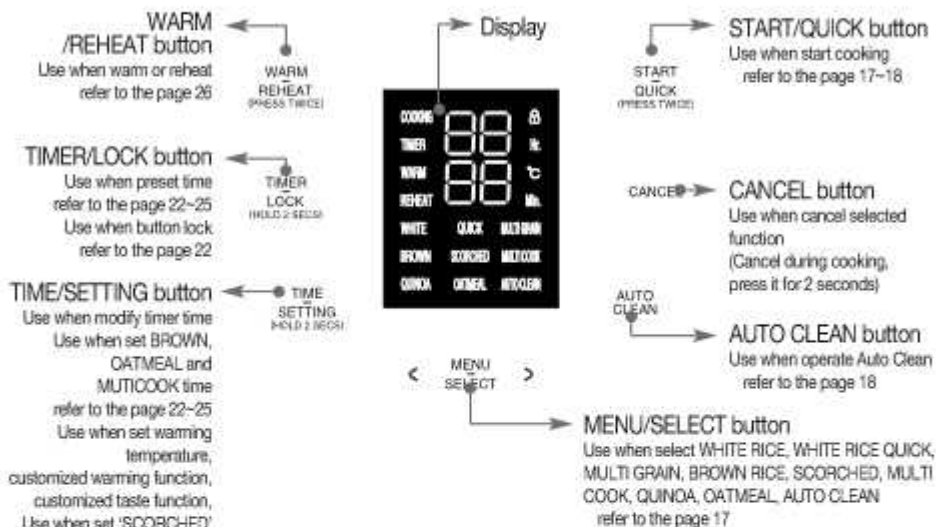 WARM
/REHEAT button
Use when warm or reheat
refer to the page 26
WARM
REHEAT
(PRESS TWICE)
TIMER/LOCK button
Use when preset time
refer to the page 22~25
Use when button lock
refer to the page 22
TIMER
LOCK
(HOLD 2 SECS)
TIME/SETTING button
Use when modify timer time
Use when set BROWN,
OATMEAL and
MUTICOOK time
refer to the page 22~25
Use when set warming
temperature,
customized warming function,
customized taste function,
Use when set 'SCORCHED'
TIME
SETTING
(HOLD 2 SECS)
Display
COOKING 88 Hr.
TIMER
WARM 88 °C
REHEAT Min.
WHITE QUICK MULTI GRAIN
BROWN SCORCHED MULTI COOK
QUINOA OATMEAL AUTO CLEAN
< MENU >
SELECT
START
QUICK
(PRESS TWICE)
START/QUICK button
Use when start cooking
refer to the page 17~18
CANCEL
CANCEL button
Use when cancel selected
function
(Cancel during cooking,
press it for 2 seconds)
AUTO
CLEAN
AUTO CLEAN button
Use when operate Auto Clean
refer to the page 18
MENU/SELECT button
Use when select WHITE RICE, WHITE RICE QUICK,
MULTI GRAIN, BROWN RICE, SCORCHED, MULTI
COOK, QUINOA, OATMEAL, AUTO CLEAN
refer to the page 17